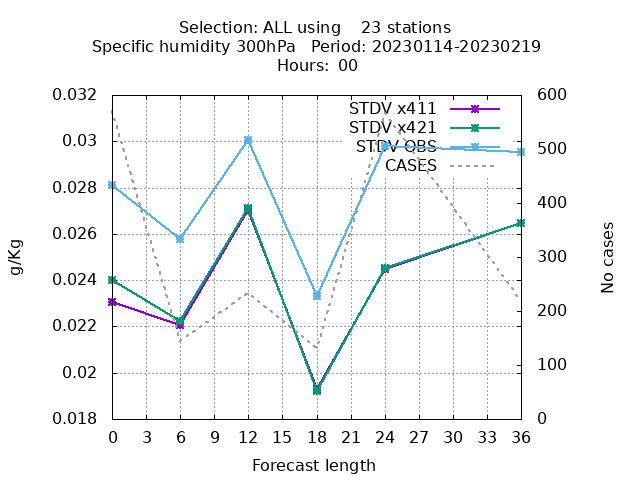 Selection: ALL using 23 stations
Specific humidity 300hPa Period: 20230114-20230219
Hours: 00
STDV x411
STDV x421
STDV OBS
CASES
0.032
0.03
0.028
0.026
0.024
0.022
0.02
0.018
g/Kg
600
500
400
300
200
100
0
No cases
0 3 6 9 12 15 18 21 24 27 30 33 36
Forecast length